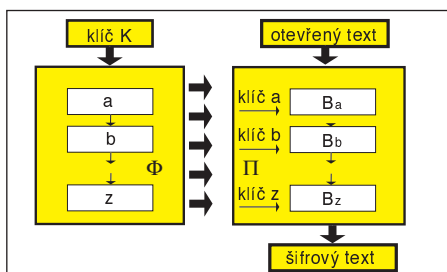 klíč K
otevřený text
a
b
z
Φ
Π
klíč a
Ba
klíč b
Bb
klíč z
Bz
šifrový text